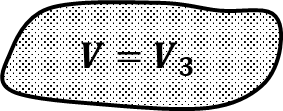 V = V₃